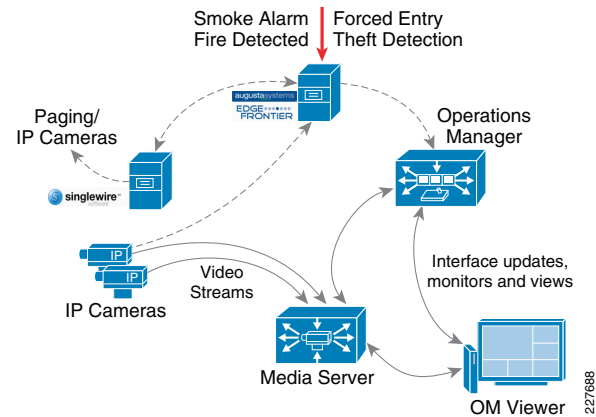 Smoke Alarm
Fire Detected
Forced Entry
Theft Detection
augustasystems
EDGE
FRONTIER
Paging/
IP Cameras
singlewire
software
Operations
Manager
IP
IP
IP Cameras
Video
Streams
Interface updates,
monitors and views
Media Server
OM Viewer
227688